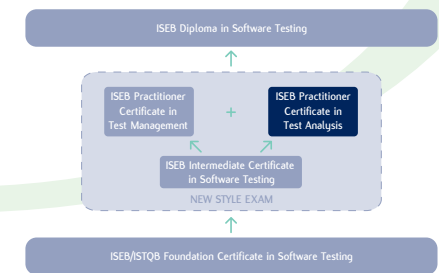 ISEB Diploma in Software Testing
ISEB Practitioner
Certificate in
Test Management
+
ISEB Practitioner
Certificate in
Test Analysis
ISEB Intermediate Certificate
in Software Testing
NEW STYLE EXAM
ISEB/ISTQB Foundation Certificate in Software Testing